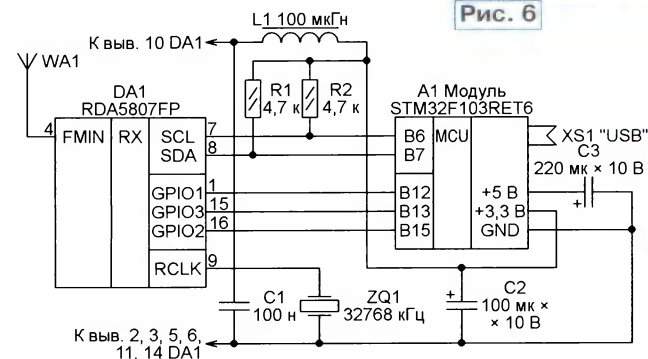 Рис. 6
L1 100 мкГн
К выв. 10 DA1
WA1
DA1
RDA5807FP
R1
4,7 к
R2
4,7 к
A1 Модуль
STM32F103RET6
4
FMIN
RX
SCL
7
SDA
8
GPIO1
1
GPIO3
15
GPIO2
16
RCLK
9
B6
MCU
B7
B12
B13
B15
+5 В
+3,3 В
GND
XS1 "USB"
C3
220 мк × 10 В
+
C1
100 н
ZQ1
32768 кГц
+
C2
100 мк ×
× 10 В
К выв. 2, 3, 5, 6,
11, 14 DA1